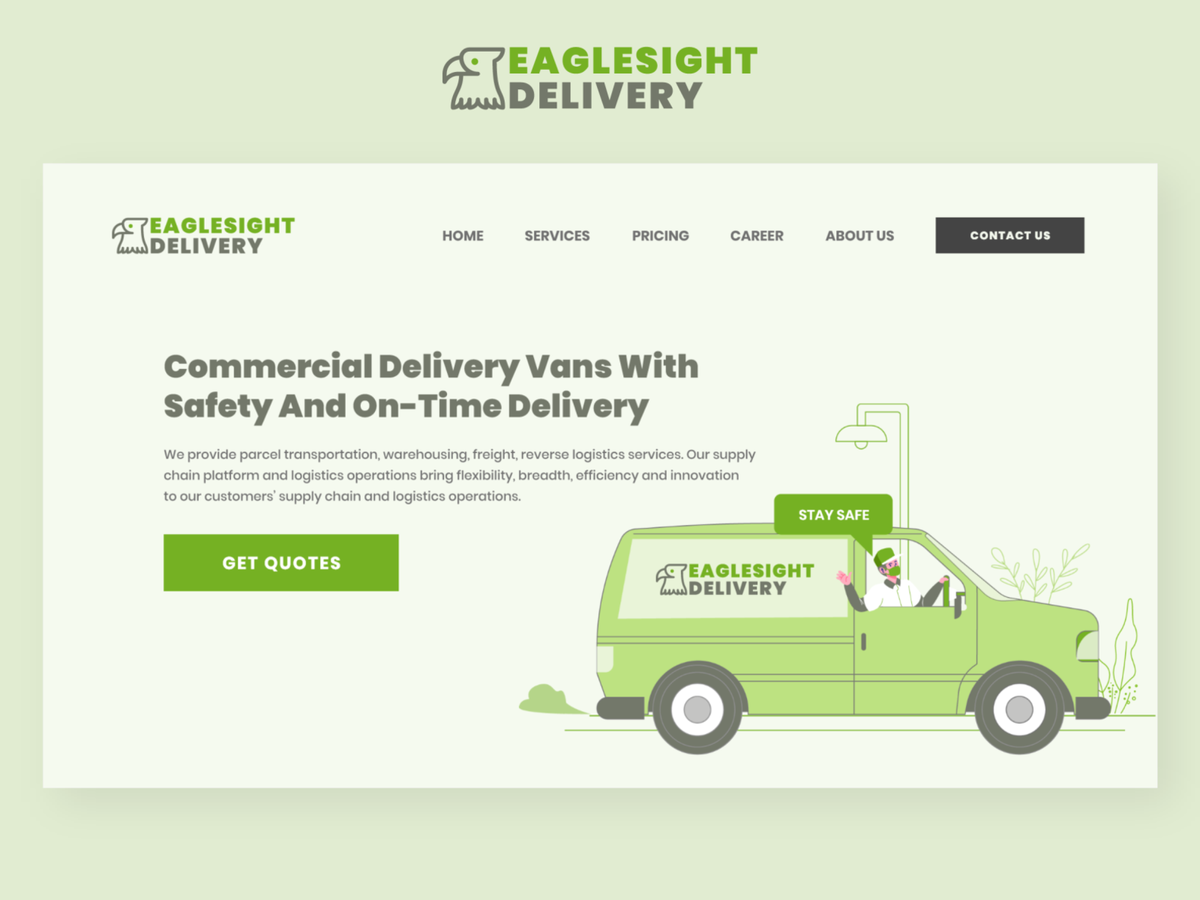 EAGLESIGHT
DELIVERY
EAGLESIGHT
DELIVERY
HOME SERVICES PRICING CAREER ABOUT US CONTACT US
Commercial Delivery Vans With
Safety And On-Time Delivery
We provide parcel transportation, warehousing, freight, reverse logistics services. Our supply
chain platform and logistics operations bring flexibility, breadth, efficiency and innovation
to our customers' supply chain and logistics operations.
GET QUOTES
STAY SAFE
EAGLESIGHT
DELIVERY